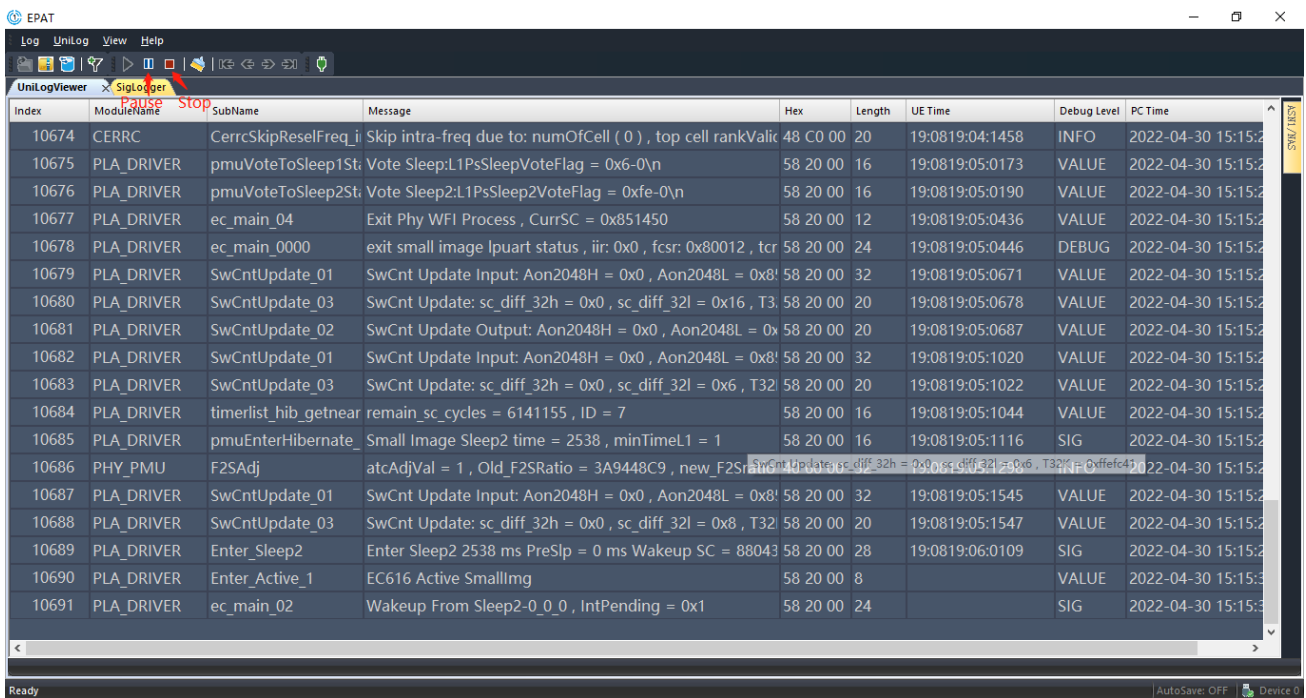 EPAT
Log UniLog View Help
UniLogViewer SigLogger
Pause Stop
Index ModuleName SubName Message Hex Length UE Time Debug Level PC Time
10674 CERRC CerrcSkipReselFreq_i Skip intra-freq due to: numOfCell ( 0 ) , top cell rankValid 48 C0 00 20 19:0819:04:1458 INFO 2022-04-30 15:15:2
10675 PLA_DRIVER pmuVoteToSleep1Sta Vote Sleep:L1PsSleepVoteFlag = 0x6-0\n 58 20 00 16 19:0819:05:0173 VALUE 2022-04-30 15:15:2
10676 PLA_DRIVER pmuVoteToSleep2Sta Vote Sleep2:L1PsSleep2VoteFlag = 0xfe-0\n 58 20 00 16 19:0819:05:0190 VALUE 2022-04-30 15:15:2
10677 PLA_DRIVER ec_main_04 Exit Phy WFI Process , CurrSC = 0x851450 58 20 00 12 19:0819:05:0436 VALUE 2022-04-30 15:15:2
10678 PLA_DRIVER ec_main_0000 exit small image lpuart status , iir: 0x0 , fcsr: 0x80012 , tcr 58 20 00 24 19:0819:05:0446 DEBUG 2022-04-30 15:15:2
10679 PLA_DRIVER SwCntUpdate_01 SwCnt Update Input: Aon2048H = 0x0 , Aon2048L = 0x8 58 20 00 32 19:0819:05:0671 VALUE 2022-04-30 15:15:2
10680 PLA_DRIVER SwCntUpdate_03 SwCnt Update: sc_diff_32h = 0x0 , sc_diff_32l = 0x16 , T3 58 20 00 20 19:0819:05:0678 VALUE 2022-04-30 15:15:2
10681 PLA_DRIVER SwCntUpdate_02 SwCnt Update Output: Aon2048H = 0x0 , Aon2048L = 0x 58 20 00 20 19:0819:05:0687 VALUE 2022-04-30 15:15:2
10682 PLA_DRIVER SwCntUpdate_01 SwCnt Update Input: Aon2048H = 0x0 , Aon2048L = 0x8 58 20 00 32 19:0819:05:1020 VALUE 2022-04-30 15:15:2
10683 PLA_DRIVER SwCntUpdate_03 SwCnt Update: sc_diff_32h = 0x0 , sc_diff_32l = 0x6 , T32 58 20 00 20 19:0819:05:1022 VALUE 2022-04-30 15:15:2
10684 PLA_DRIVER timerlist_hib_getnear remain_sc_cycles = 6141155 , ID = 7 58 20 00 16 19:0819:05:1044 VALUE 2022-04-30 15:15:2
10685 PLA_DRIVER pmuEnterHibernate_ Small Image Sleep2 time = 2538 , minTimeL1 = 1 58 20 00 16 19:0819:05:1116 SIG 2022-04-30 15:15:2
10686 PHY_PMU F2SAdj atcAdjVal = 1 , Old_F2SRatio = 3A9448C9 , new_F2Sratio 22-04-30 15:15:2
SwCnt Update: sc_diff_32h = 0x0 , sc_diff_32l = 0x6 , T32K = 0xffefc41
10687 PLA_DRIVER SwCntUpdate_01 SwCnt Update Input: Aon2048H = 0x0 , Aon2048L = 0x8 58 20 00 32 19:0819:05:1545 VALUE 2022-04-30 15:15:2
10688 PLA_DRIVER SwCntUpdate_03 SwCnt Update: sc_diff_32h = 0x0 , sc_diff_32l = 0x8 , T32 58 20 00 20 19:0819:05:1547 VALUE 2022-04-30 15:15:2
10689 PLA_DRIVER Enter_Sleep2 Enter Sleep2 2538 ms PreSlp = 0 ms Wakeup SC = 88043 58 20 00 28 19:0819:06:0109 SIG 2022-04-30 15:15:2
10690 PLA_DRIVER Enter_Active_1 EC616 Active SmallImg 58 20 00 8 VALUE 2022-04-30 15:15:3
10691 PLA_DRIVER ec_main_02 Wakeup From Sleep2-0_0_0 , IntPending = 0x1 58 20 00 24 SIG 2022-04-30 15:15:3
ASN1/NAS
Ready AutoSave: OFF Device 0